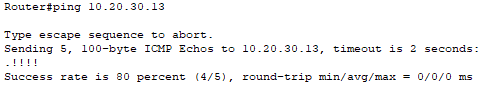 Router#ping 10.20.30.13
Type escape sequence to abort.
Sending 5, 100-byte ICMP Echos to 10.20.30.13, timeout is 2 seconds:
.!!!!
Success rate is 80 percent (4/5), round-trip min/avg/max = 0/0/0 ms